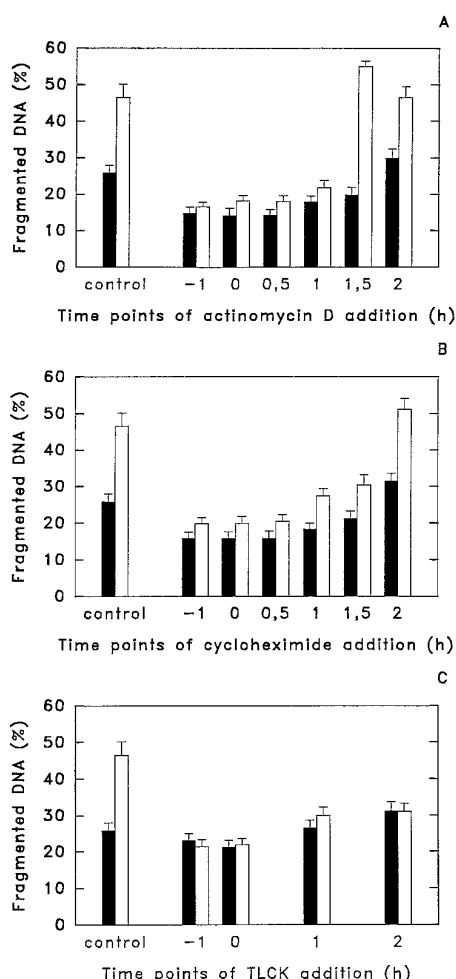 A
60
50
40
30
20
10
0
Fragmented DNA (%)
control −1 0 0,5 1 1,5 2
Time points of actinomycin D addition (h)
B
60
50
40
30
20
10
0
Fragmented DNA (%)
control −1 0 0,5 1 1,5 2
Time points of cycloheximide addition (h)
C
60
50
40
30
20
10
0
Fragmented DNA (%)
control −1 0 1 2
Time points of TLCK addition (h)